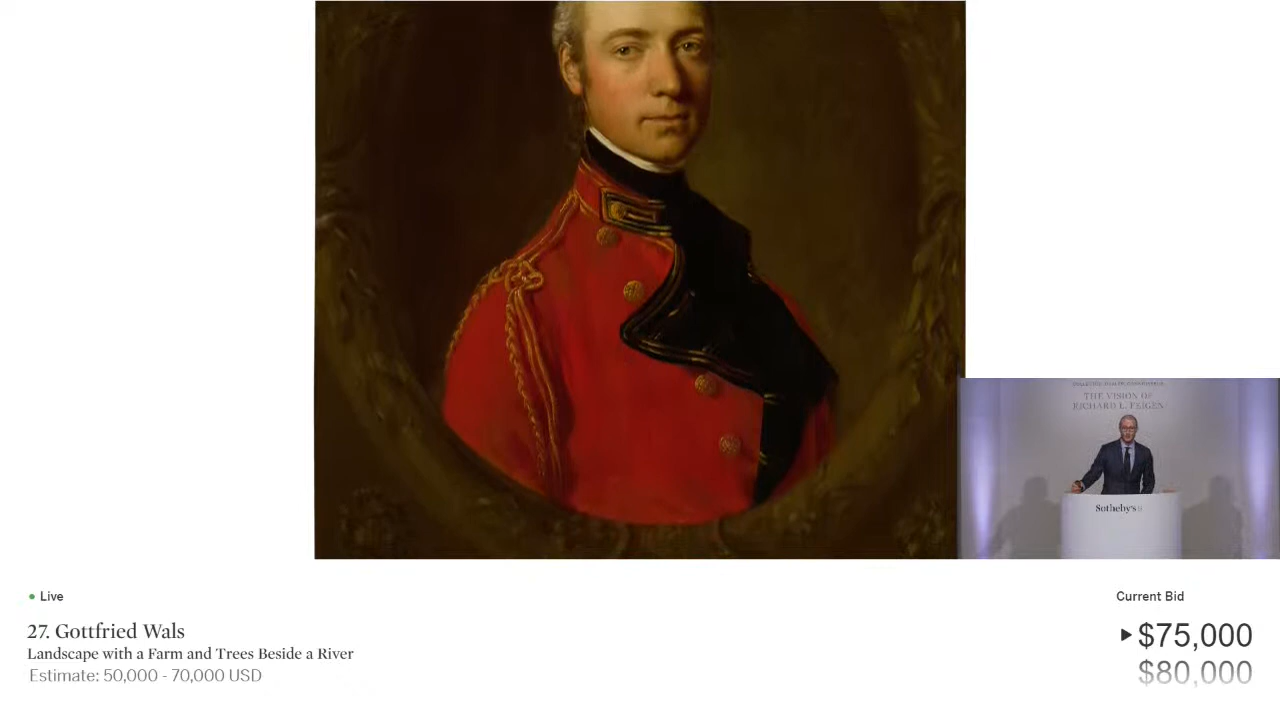 THE VISION OF
RICHARD L. FEIGEN
Sotheby's
Live
Current Bid
27. Gottfried Wals
Landscape with a Farm and Trees Beside a River
Estimate: 50,000 - 70,000 USD
$75,000
$80,000